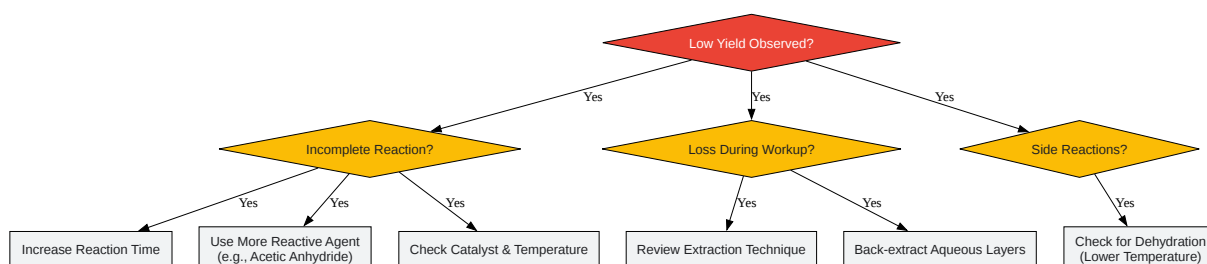 Low Yield Observed?
Yes
Yes
Yes
Incomplete Reaction?
Loss During Workup?
Side Reactions?
Yes
Yes
Yes
Yes
Yes
Yes
Increase Reaction Time
Use More Reactive Agent
(e.g., Acetic Anhydride)
Check Catalyst & Temperature
Review Extraction Technique
Back-extract Aqueous Layers
Check for Dehydration
(Lower Temperature)